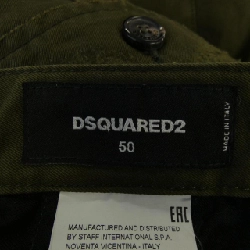 DSQUARED2
50
MADE IN ITALY
EAC
MANUFACTURED AND DISTRIBUTED
BY STAFF INTERNATIONAL S.P.A.
NOVENTA VICENTINA - ITALY